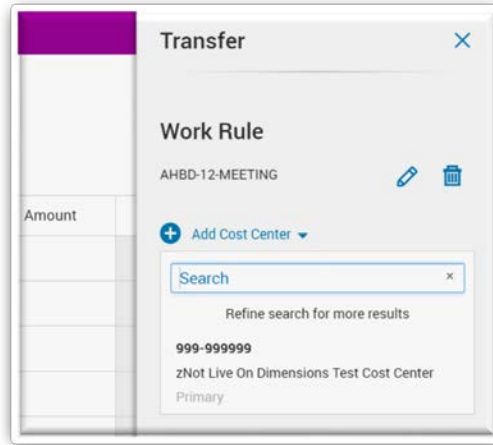 Transfer
Work Rule
AHBD-12-MEETING
Amount
Add Cost Center
Search
Refine search for more results
999-999999
zNot Live On Dimensions Test Cost Center
Primary